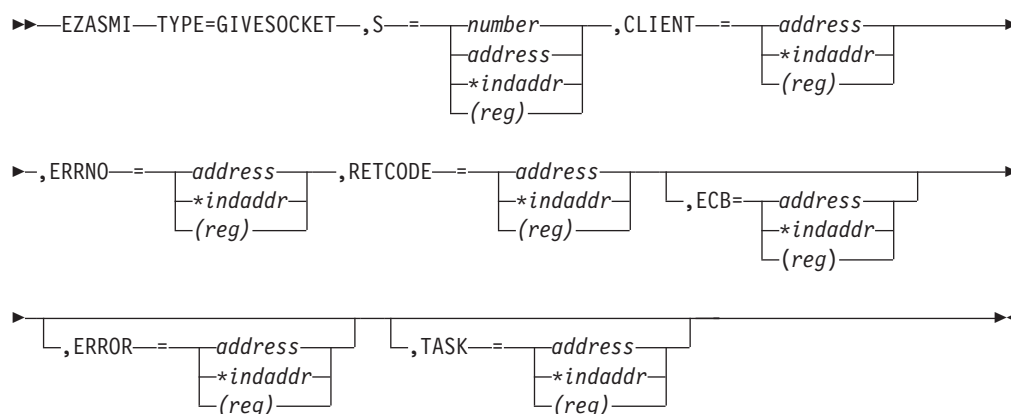 EZASMI TYPE=GIVESOCKET ,S = number ,CLIENT = address
address *indaddr
*indaddr (reg)
(reg)
,ERRNO = address ,RETCODE = address
*indaddr *indaddr ,ECB= address
(reg) (reg) *indaddr
(reg)
,ERROR = address ,TASK = address
*indaddr *indaddr
(reg) (reg)